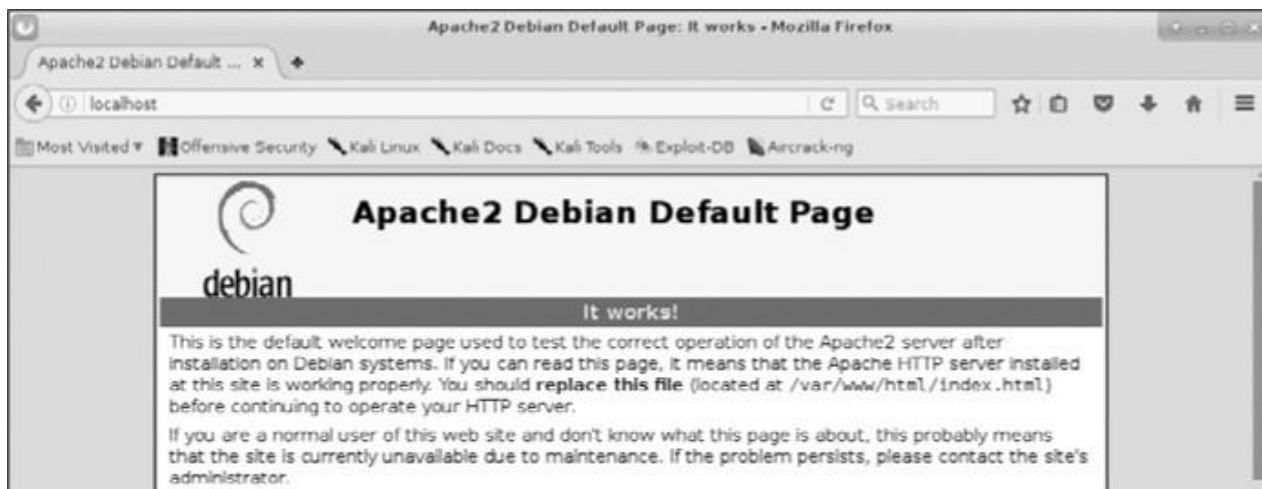 Apache2 Debian Default Page: It works - Mozilla Firefox
Apache2 Debian Default ...
localhost
Search
Most Visited Offensive Security Kali Linux Kali Docs Kali Tools Exploit-DB Aircrack-ng
Apache2 Debian Default Page
debian
It works!
This is the default welcome page used to test the correct operation of the Apache2 server after
installation on Debian systems. If you can read this page, it means that the Apache HTTP server installed
at this site is working properly. You should replace this file (located at /var/www/html/index.html)
before continuing to operate your HTTP server.
If you are a normal user of this web site and don't know what this page is about, this probably means
that the site is currently unavailable due to maintenance. If the problem persists, please contact the site's
administrator.